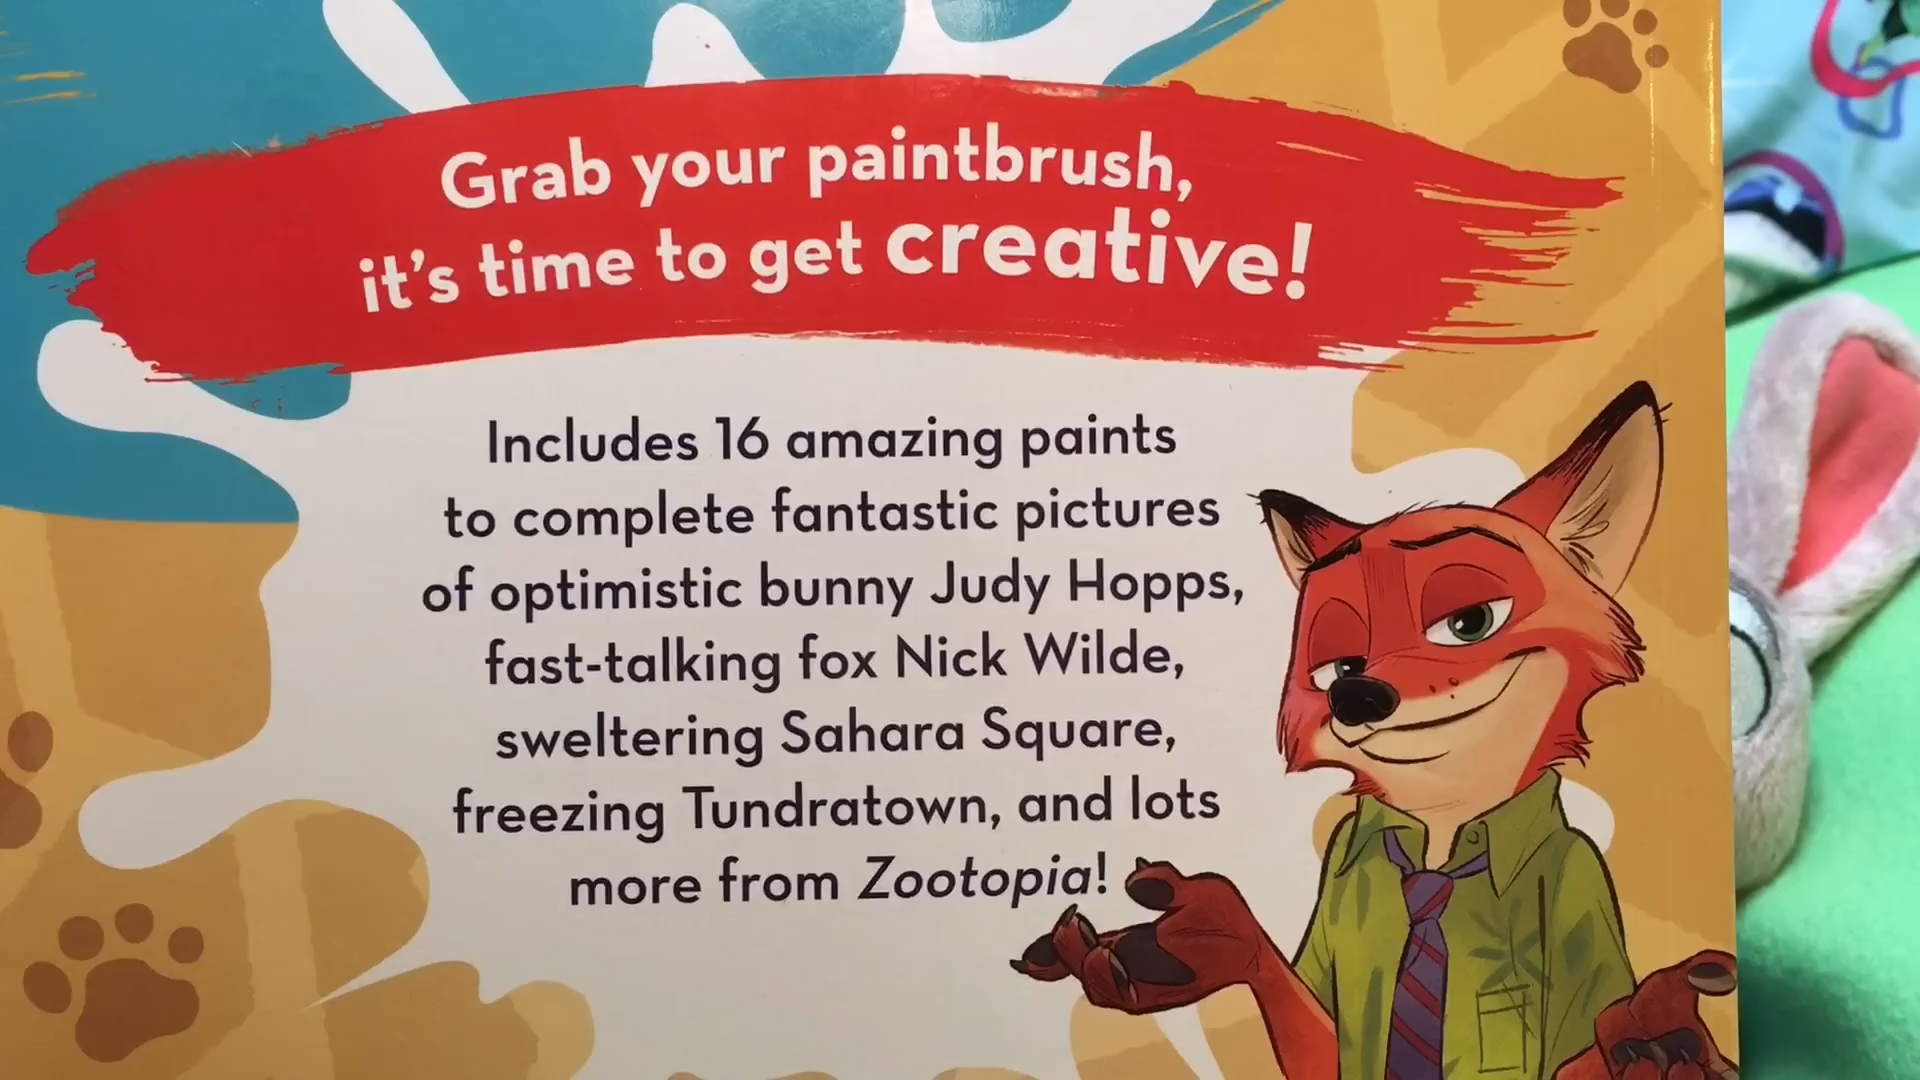 Grab your paintbrush,
it's time to get creative!
Includes 16 amazing paints
to complete fantastic pictures
of optimistic bunny Judy Hopps,
fast-talking fox Nick Wilde,
sweltering Sahara Square,
freezing Tundratown, and lots
more from Zootopia!